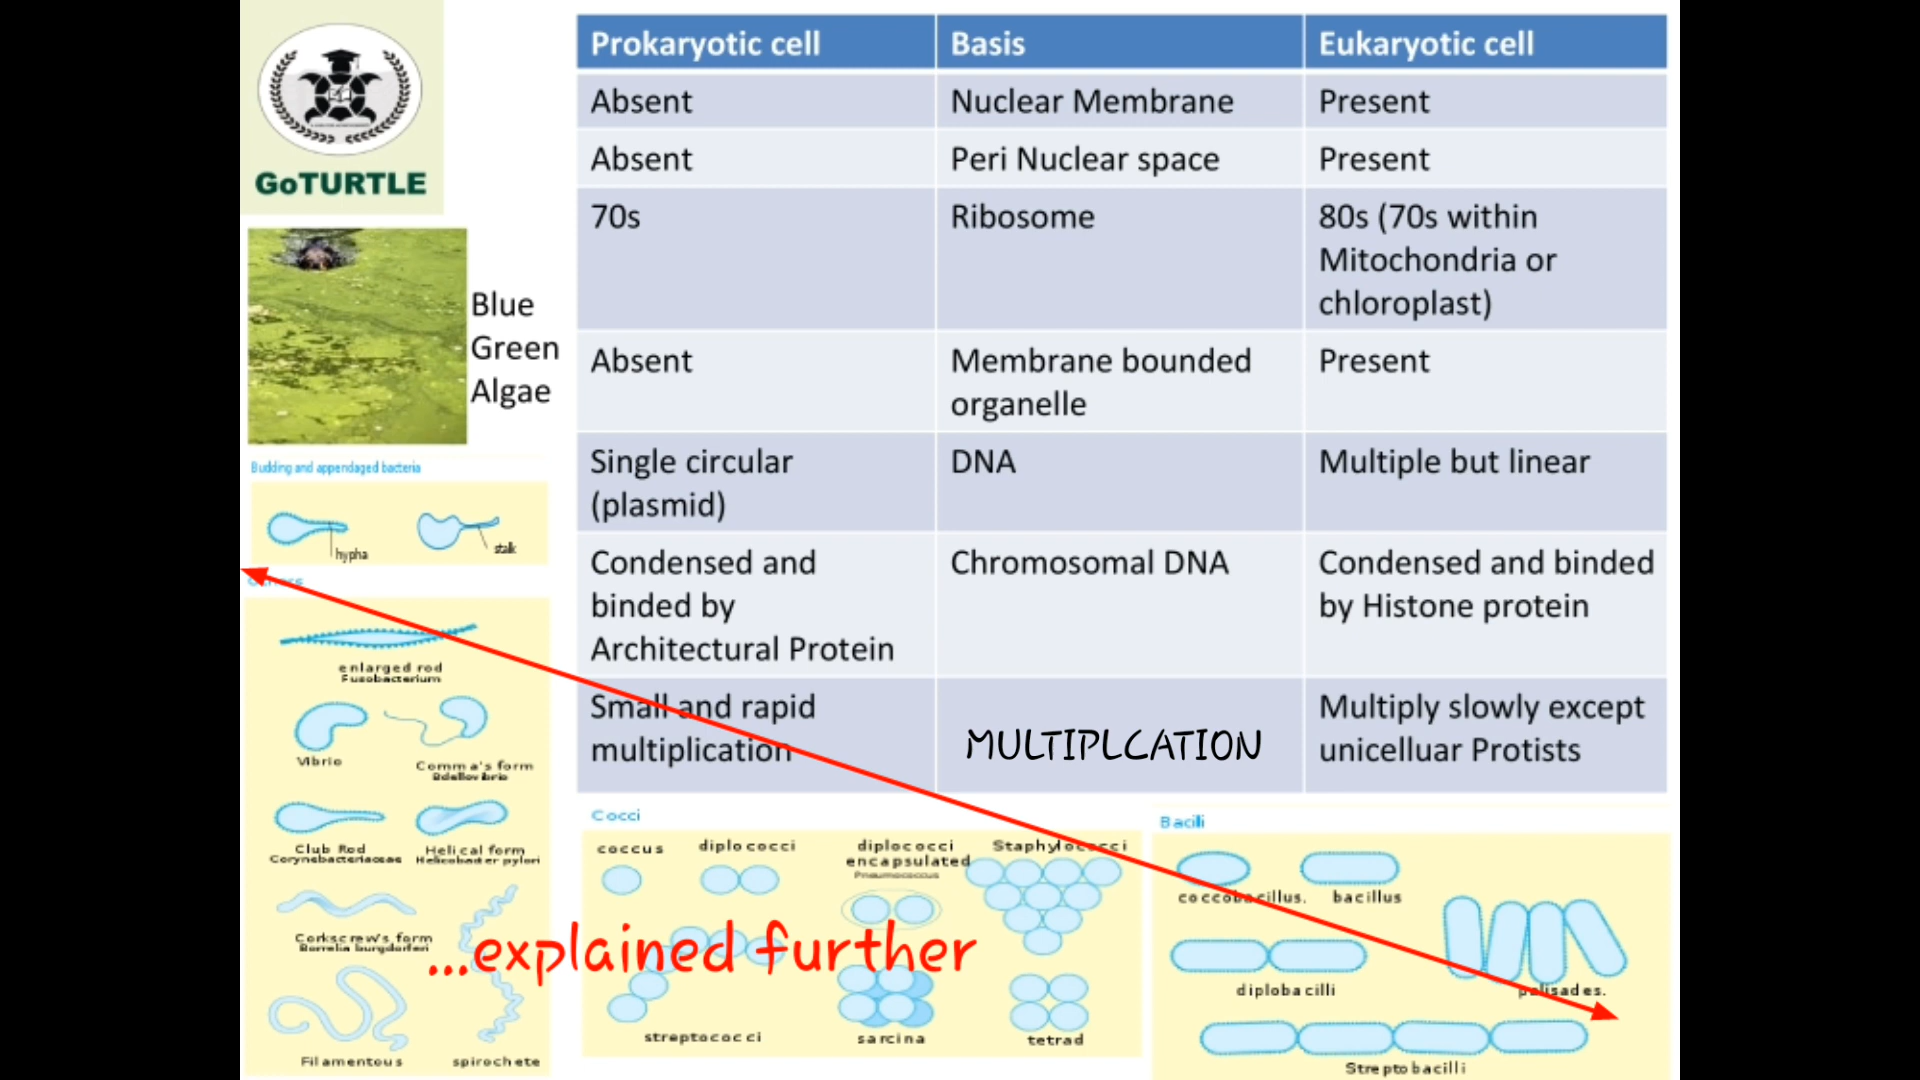 GoTURTLE
Blue
Green
Algae
Prokaryotic cell
Basis
Eukaryotic cell
Absent
Nuclear Membrane
Present
Absent
Peri Nuclear space
Present
70s
Ribosome
80s (70s within
Mitochondria or
chloroplast)
Absent
Membrane bounded
organelle
Present
Single circular
(plasmid)
DNA
Multiple but linear
Condensed and
binded by
Architectural Protein
Chromosomal DNA
Condensed and binded
by Histone protein
Small and rapid
multiplication
MULTIPLCATION
Multiply slowly except
unicelluar Protists
Budding and appendaged bacteria
hypha
stalk
enlarged rod
Fusobacterium
Vibrio
Comma's form
Bdellovibrio
Club Rod
Corynebacteriaceae
Helical form
Helicobacter pylori
Corkscrew's form
Borrelia burgdorferi
Filamentous
spirochete
...explained further
Cocci
coccus
diplococci
diplococci
encapsulated
Pneumococcus
Staphylococci
streptococci
sarcina
tetrad
Bacilli
coccobacillus.
bacillus
diplobacilli
palisades.
Streptobacilli